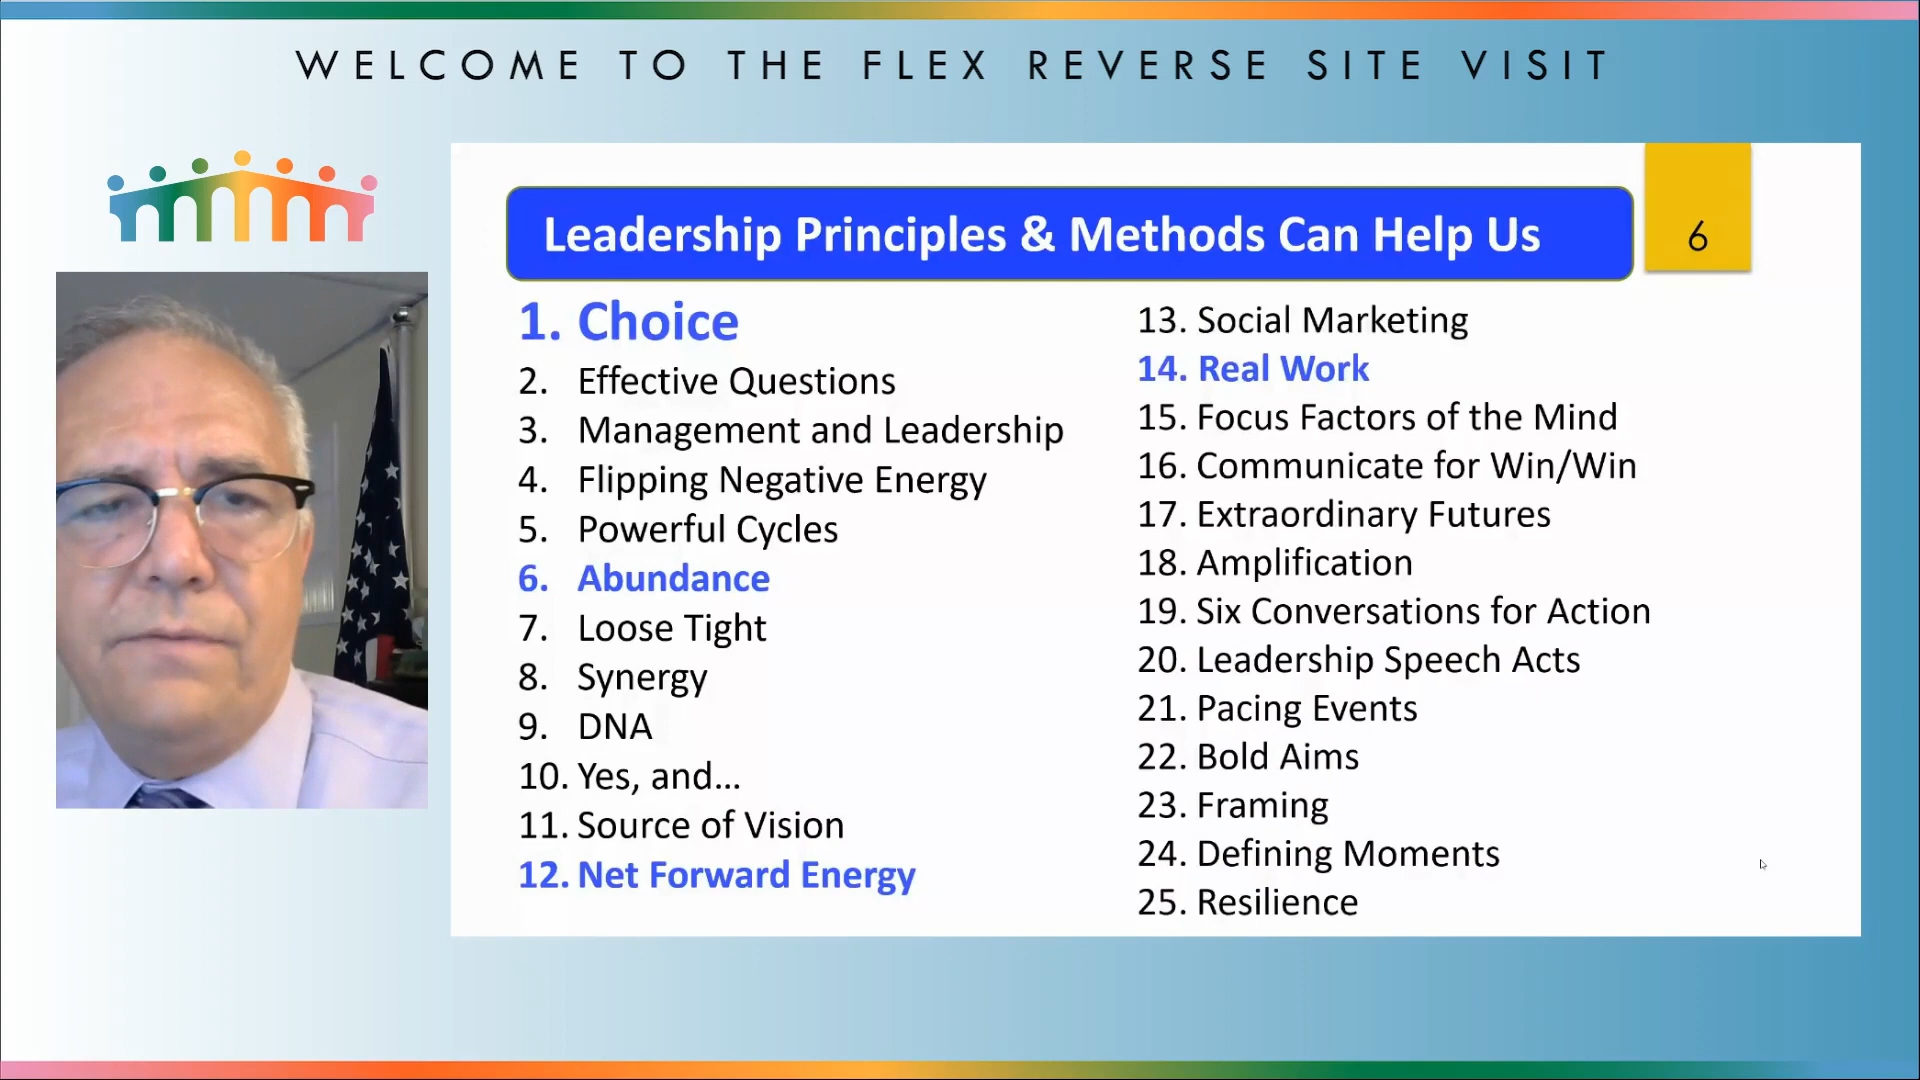 WELCOME TO THE FLEX REVERSE SITE VISIT
Leadership Principles & Methods Can Help Us
6
1. Choice
2. Effective Questions
3. Management and Leadership
4. Flipping Negative Energy
5. Powerful Cycles
6. Abundance
7. Loose Tight
8. Synergy
9. DNA
10. Yes, and...
11. Source of Vision
12. Net Forward Energy
13. Social Marketing
14. Real Work
15. Focus Factors of the Mind
16. Communicate for Win/Win
17. Extraordinary Futures
18. Amplification
19. Six Conversations for Action
20. Leadership Speech Acts
21. Pacing Events
22. Bold Aims
23. Framing
24. Defining Moments
25. Resilience